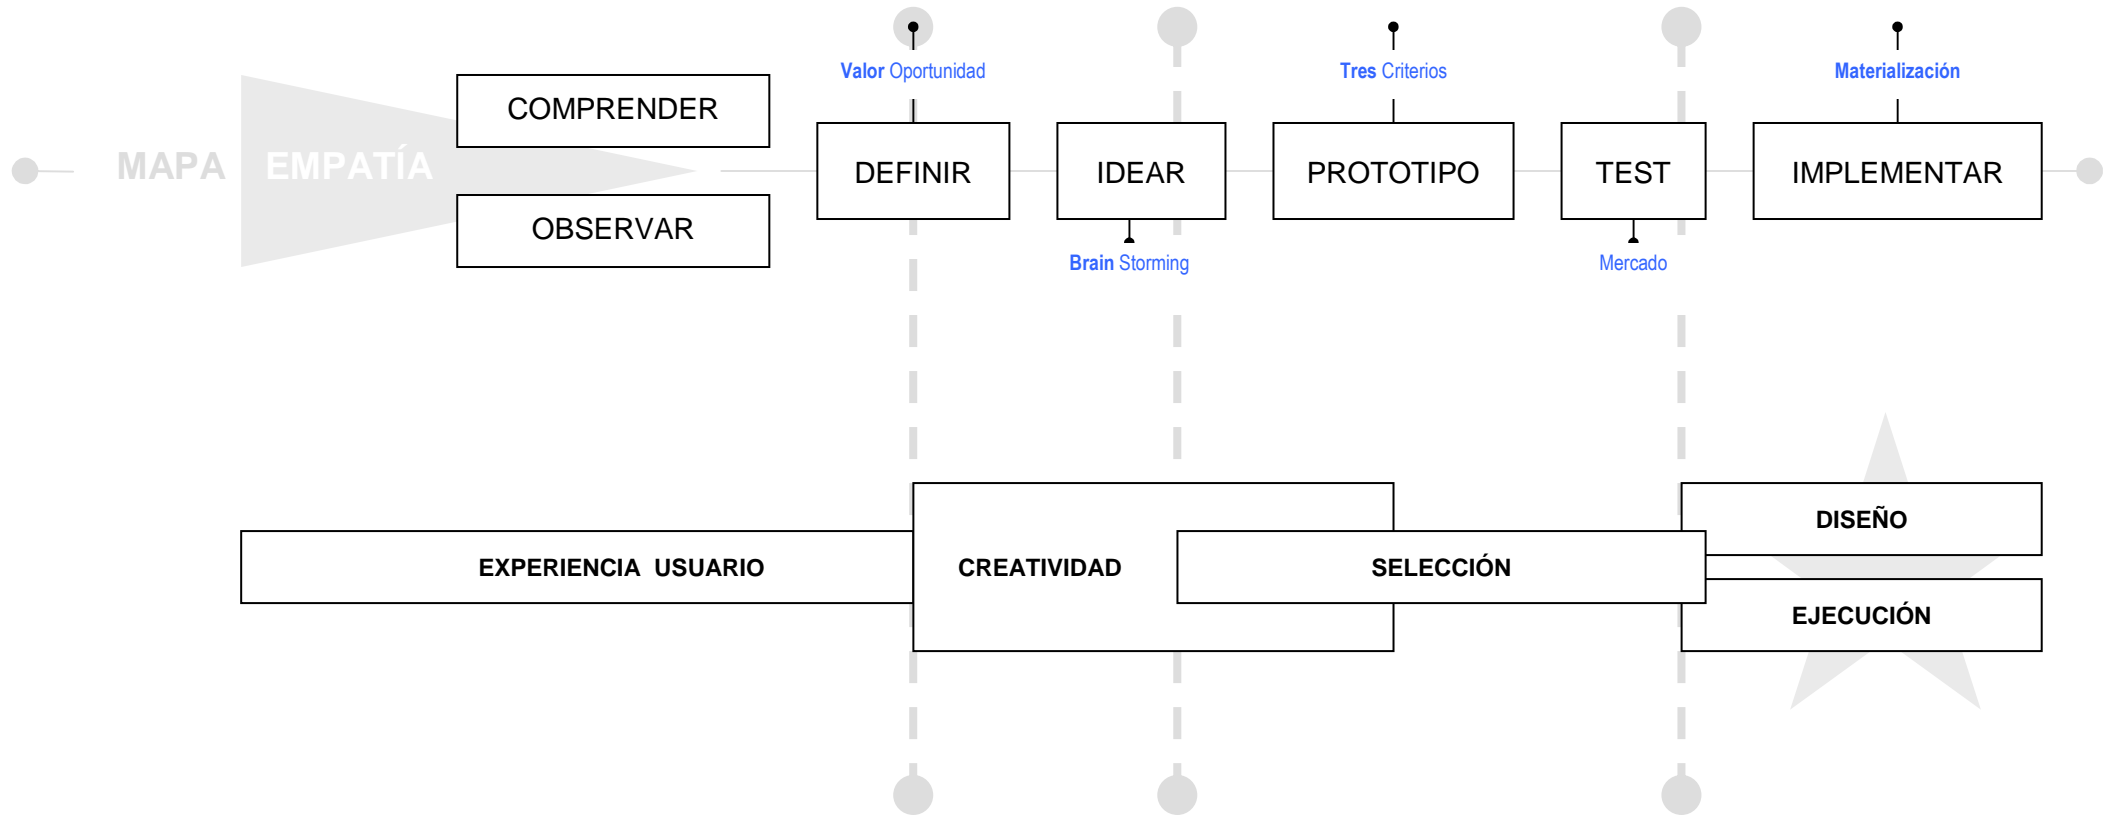 Valor Oportunidad
Tres Criterios
Materialización
COMPRENDER
MAPA EMPATÍA
DEFINIR
IDEAR
PROTOTIPO
TEST
IMPLEMENTAR
OBSERVAR
Brain Storming
Mercado
DISEÑO
EXPERIENCIA USUARIO
CREATIVIDAD
SELECCIÓN
EJECUCIÓN